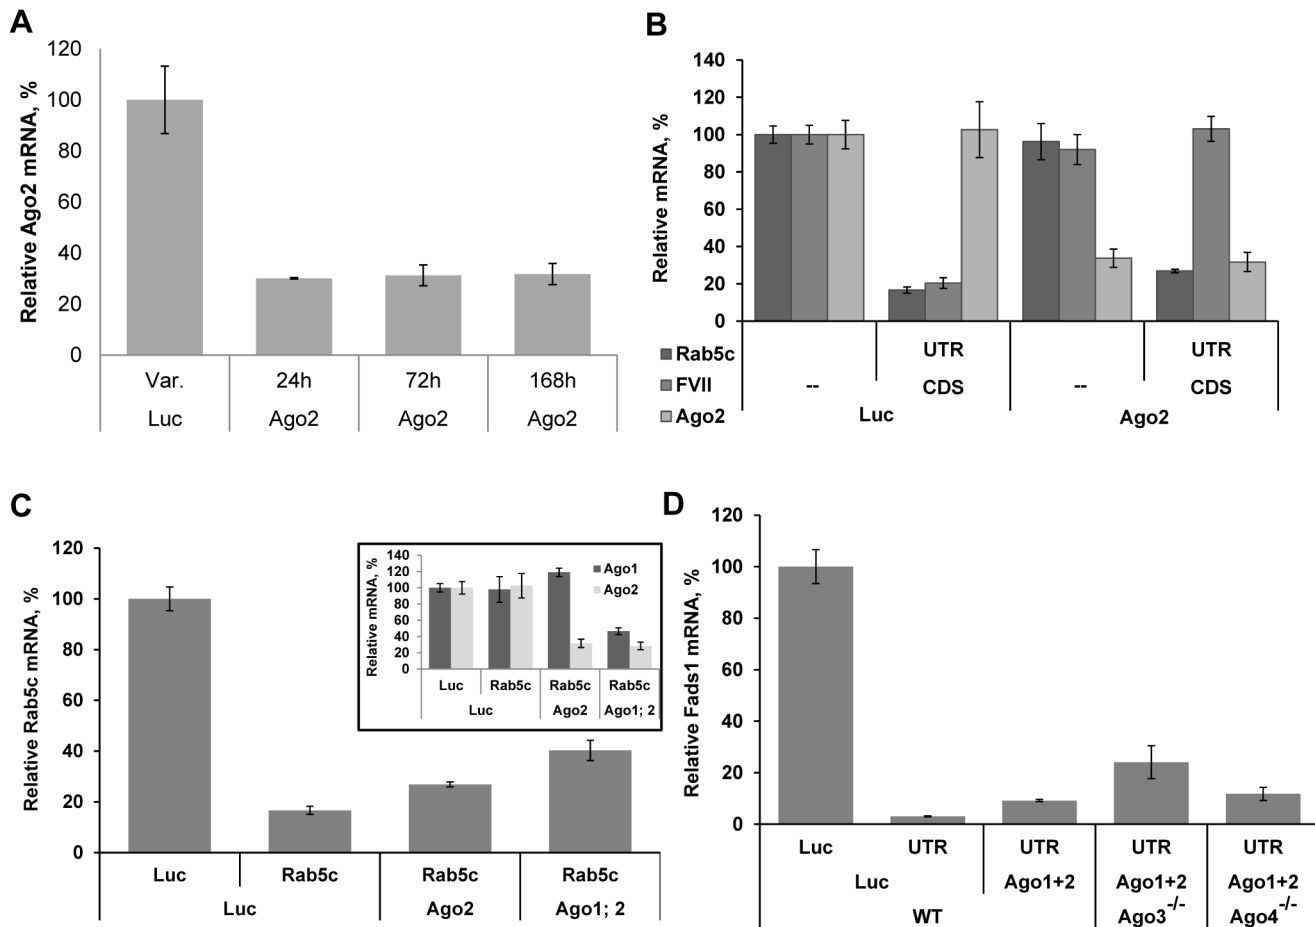 A
Relative Ago2 mRNA, %
120
100
80
60
40
20
0
Var. 24h 72h 168h
Luc Ago2 Ago2 Ago2
B
Relative mRNA, %
140
120
100
80
60
40
20
0
Rab5c
FVII
Ago2
UTR UTR
-- CDS -- CDS
Luc Ago2
C
Relative Rab5c mRNA, %
120
100
80
60
40
20
0
Luc Rab5c Rab5c Rab5c
Luc Ago2 Ago1; 2
Relative mRNA, %
140
120
100
80
60
40
20
0
Ago1
Ago2
Luc Rab5c Rab5c Rab5c
Luc Ago2 Ago1; 2
D
Relative Fads1 mRNA, %
120
100
80
60
40
20
0
Luc UTR UTR UTR UTR
Luc Ago1+2 Ago1+2 Ago1+2
WT Ago3-/- Ago4-/-